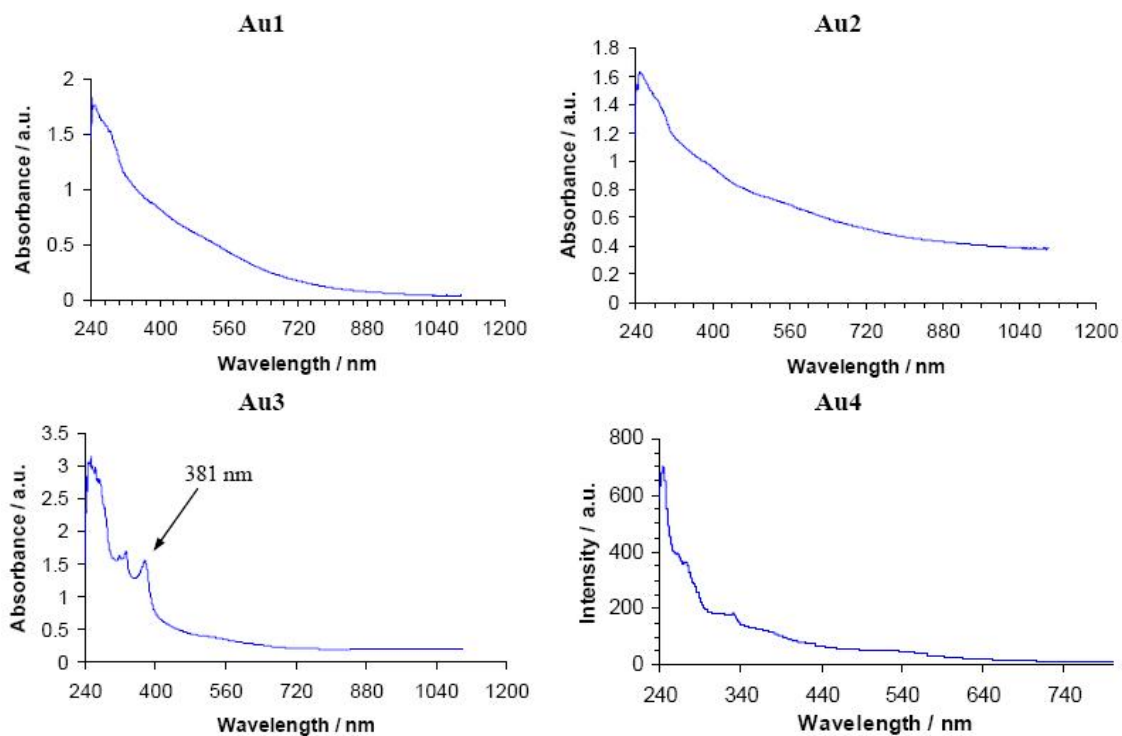 Au1
Absorbance / a.u.
2
1.5
1
0.5
0
240 400 560 720 880 1040 1200
Wavelength / nm
Au2
Absorbance / a.u.
1.8
1.6
1.4
1.2
1
0.8
0.6
0.4
0.2
0
240 400 560 720 880 1040 1200
Wavelength / nm
Au3
Absorbance / a.u.
3.5
3
2.5
2
1.5
1
0.5
0
381 nm
240 400 560 720 880 1040 1200
Wavelength / nm
Au4
Intensity / a.u.
800
600
400
200
0
240 340 440 540 640 740
Wavelength / nm